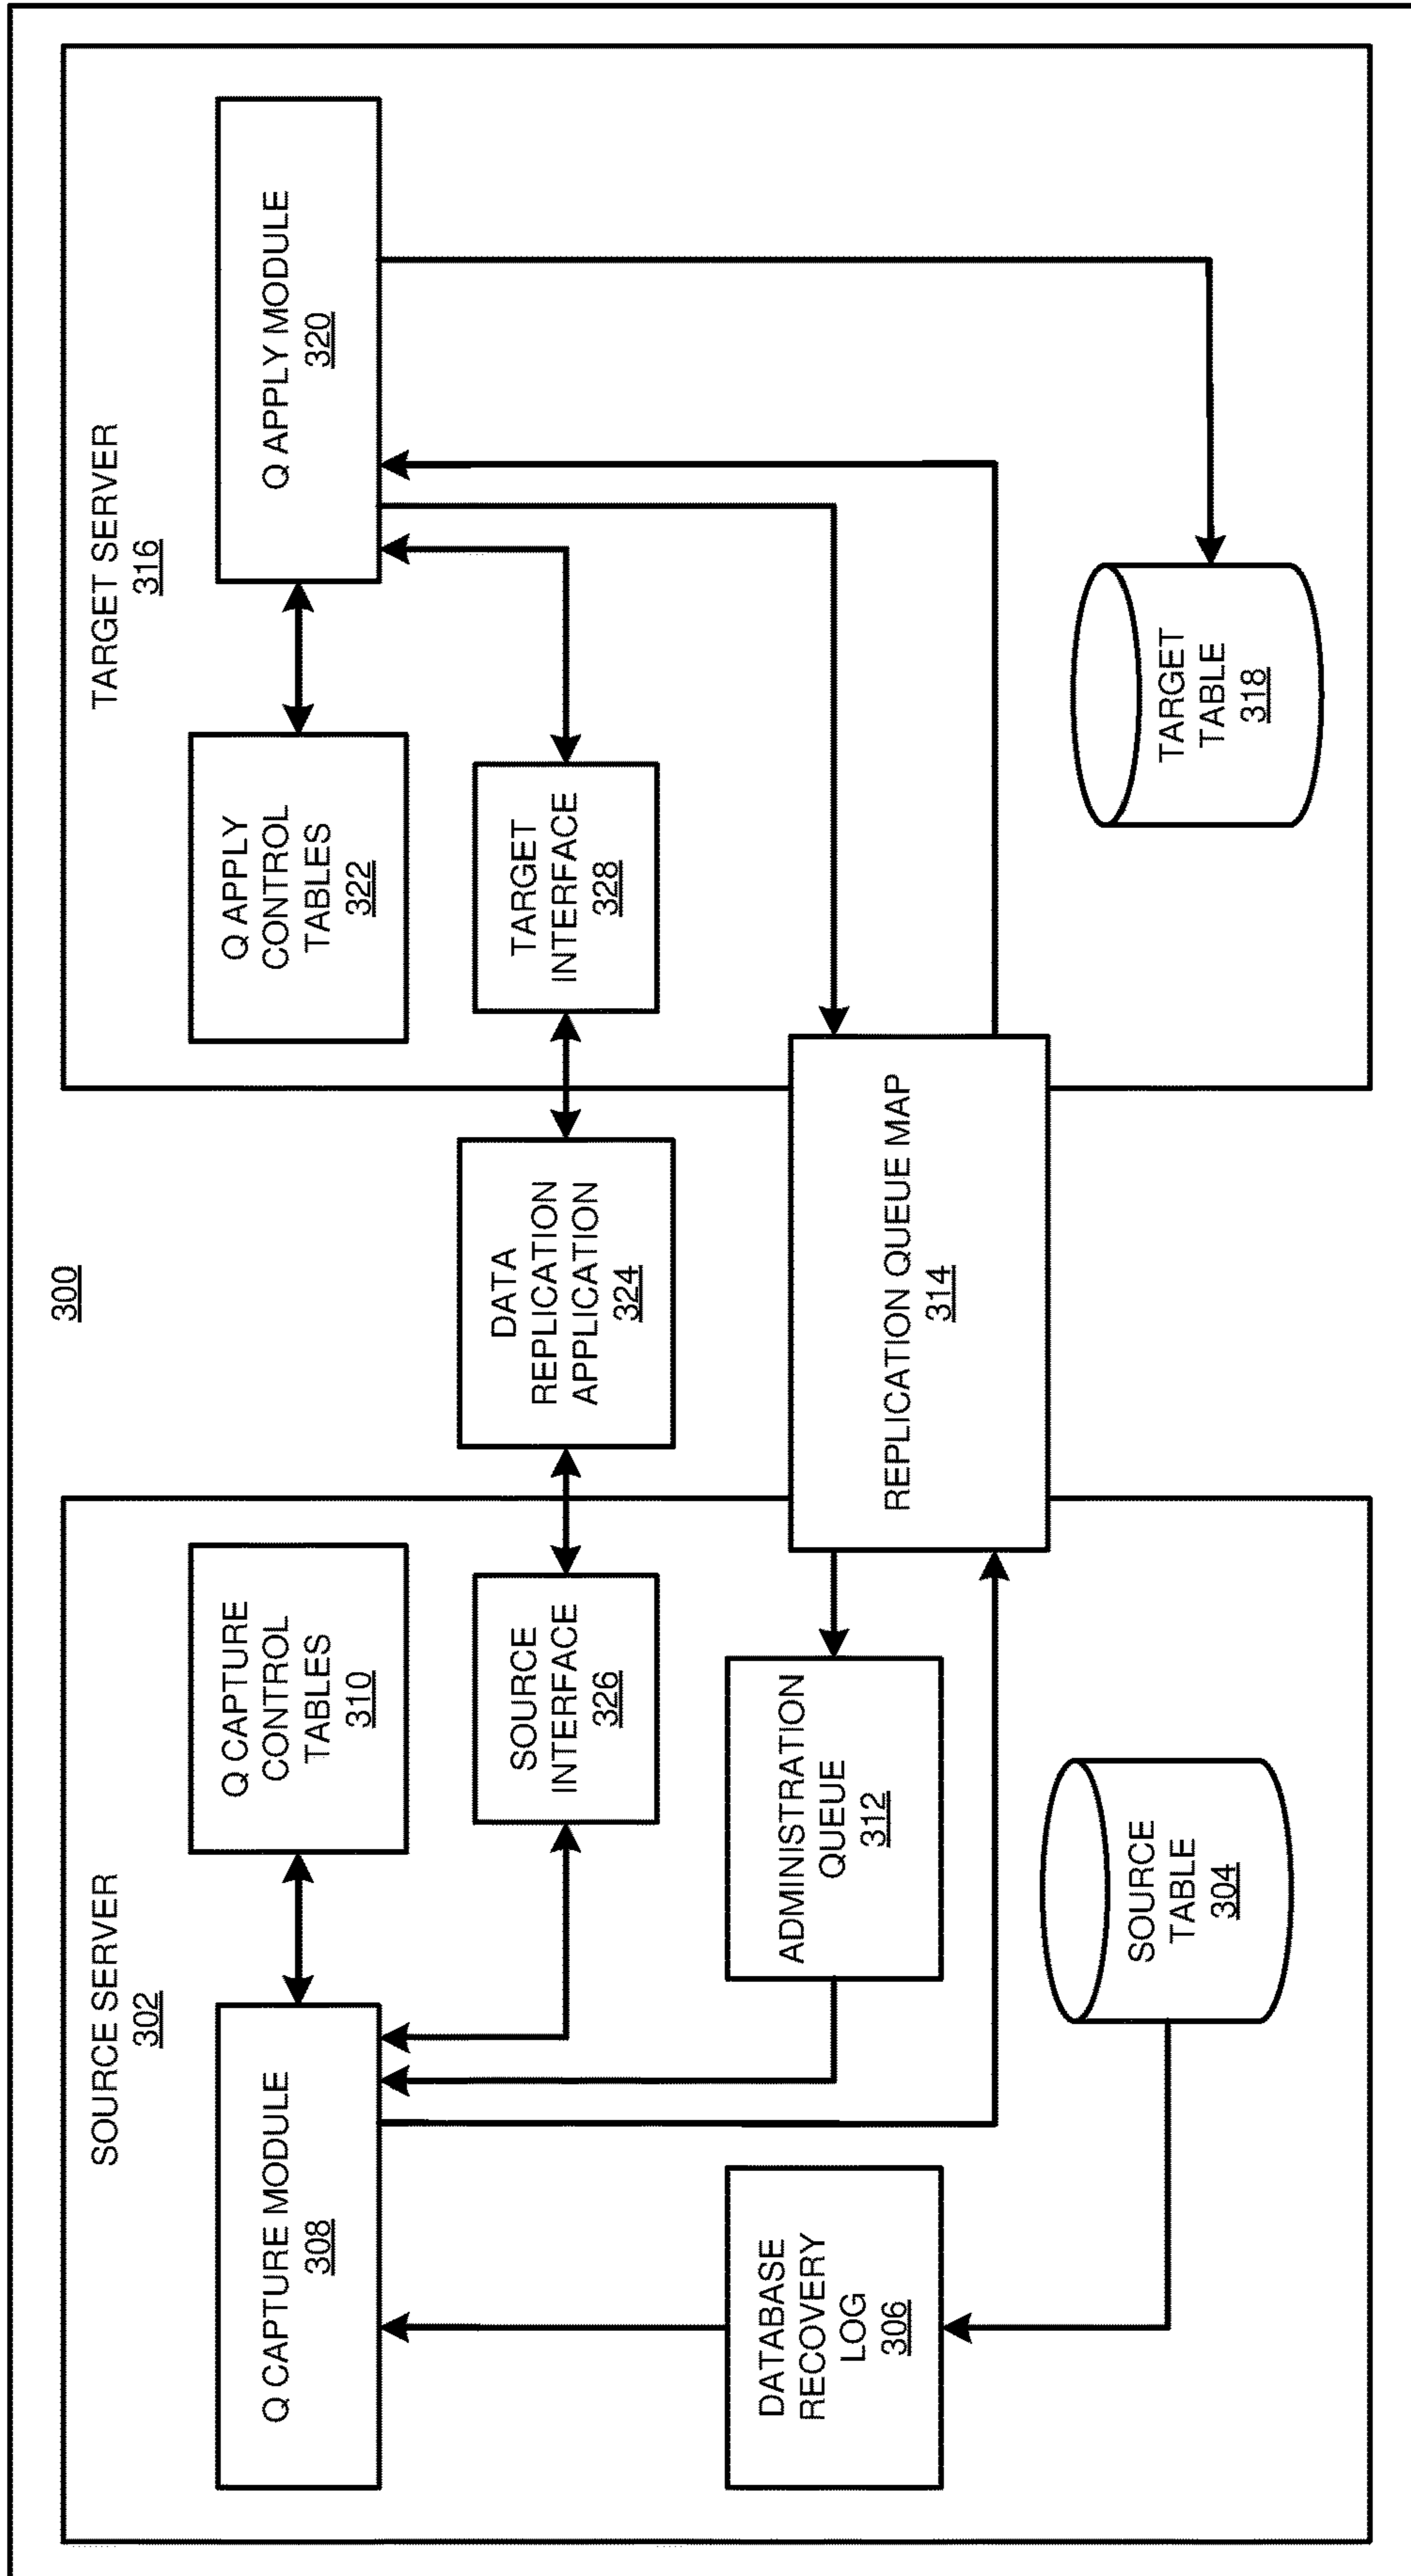 300
SOURCE SERVER
302
Q CAPTURE MODULE
308
Q CAPTURE
CONTROL
TABLES
310
SOURCE
INTERFACE
326
DATABASE
RECOVERY
LOG
306
ADMINISTRATION
QUEUE
312
SOURCE
TABLE
304
DATA
REPLICATION
APPLICATION
324
REPLICATION QUEUE MAP
314
TARGET SERVER
316
Q APPLY
CONTROL
TABLES
322
Q APPLY MODULE
320
TARGET
INTERFACE
328
TARGET
TABLE
318